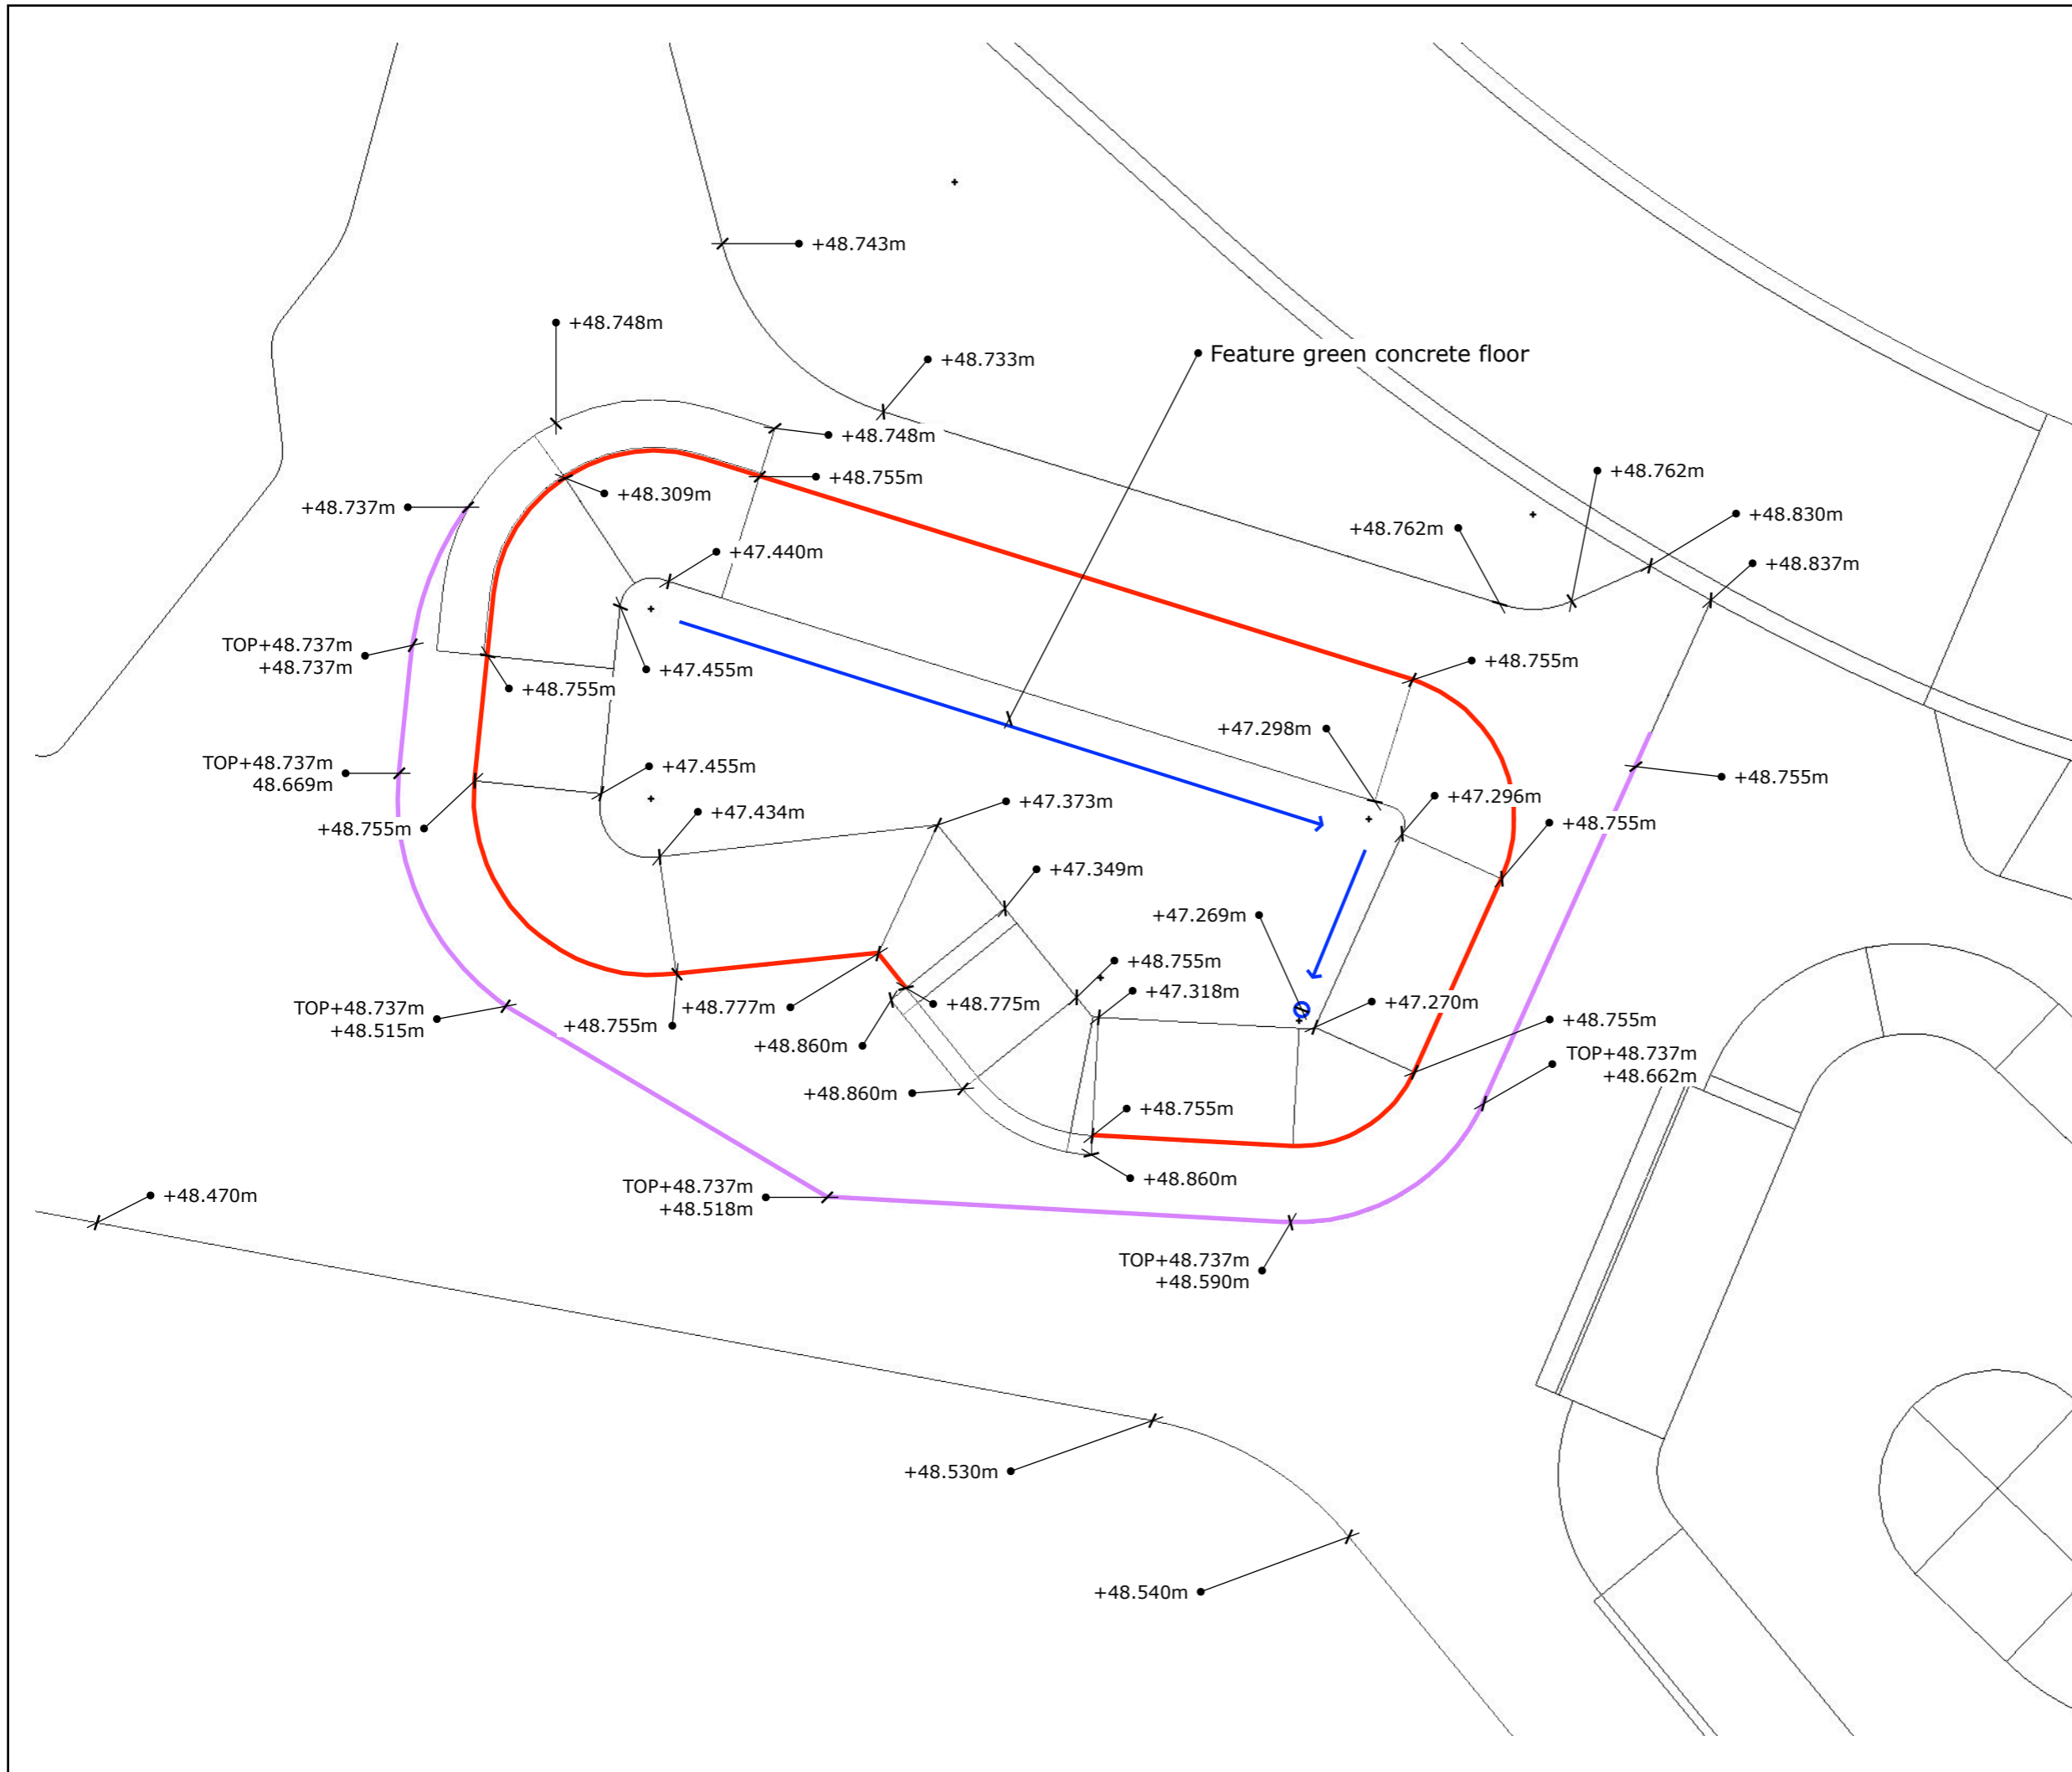 +48.743m
+48.748m
Feature green concrete floor
+48.733m
+48.748m
+48.762m
+48.755m
+48.309m
+48.737m
+48.762m
+48.830m
+47.440m
+48.837m
TOP+48.737m
+48.737m
+47.455m
+48.755m
+48.755m
+47.298m
TOP+48.737m
48.669m
+47.455m
+48.755m
+47.296m
+47.373m
+47.434m
+48.755m
+48.755m
+47.349m
+47.269m
+48.755m
+47.318m
TOP+48.737m
+48.515m
+48.777m
+48.775m
+47.270m
+48.755m
+48.755m
+48.860m
TOP+48.737m
+48.662m
+48.860m
+48.755m
+48.860m
TOP+48.737m
+48.518m
+48.470m
TOP+48.737m
+48.590m
+48.530m
+48.540m